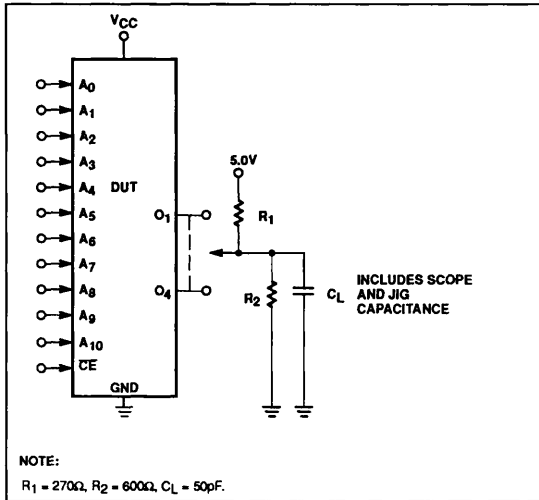 VCC
A0
A1
A2
A3
A4
A5
A6
A7
A8
A9
A10
CE
DUT
O1
O4
GND
5.0V
R1
R2
CL
INCLUDES SCOPE
AND JIG
CAPACITANCE
NOTE:
R1 = 270Ω, R2 = 600Ω, CL = 50pF.